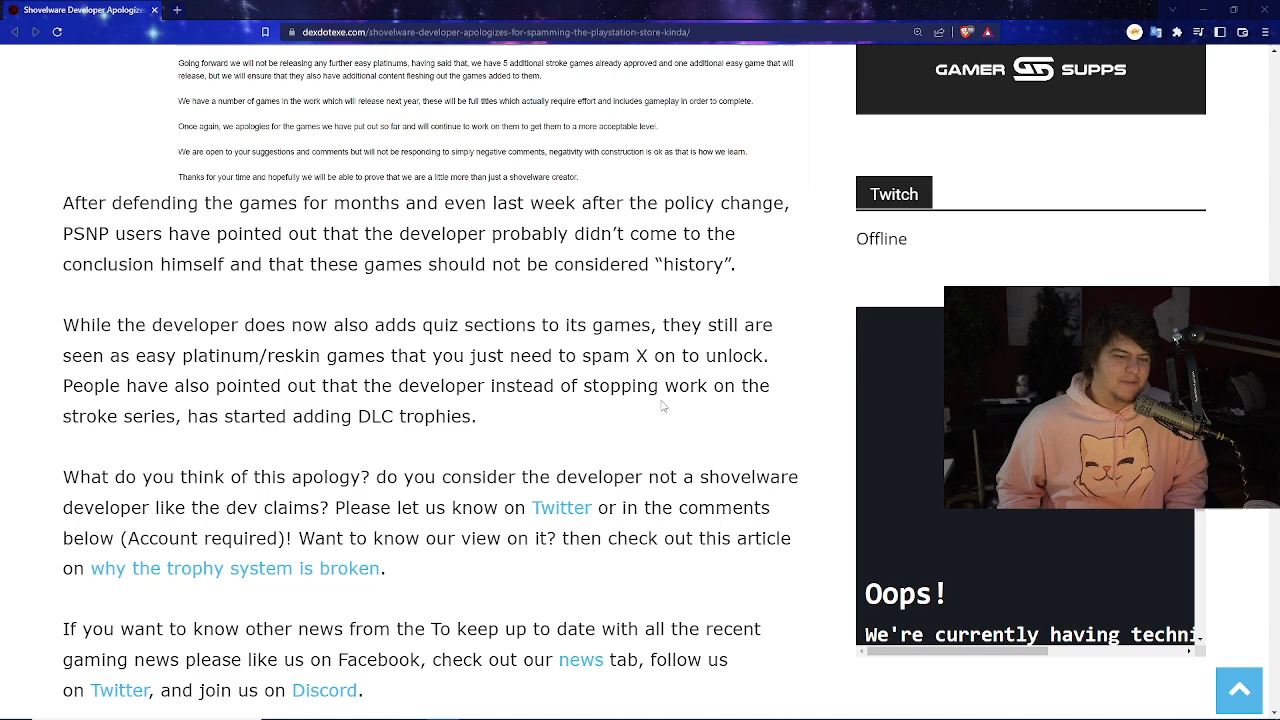 Shovelware Developer Apologize
dexdotexe.com/shovelware-developer-apologizes-for-spamming-the-playstation-store-kinda/
Going forward we will not be releasing any further easy platinums, having said that, we have 5 additional stroke games already approved and one additional easy game that will
release, but we will ensure that they also have additional content fleshing out the games added to them.
We have a number of games in the work which will release next year, these will be full titles which actually require effort and includes gameplay in order to complete.
Once again, we apologies for the games we have put out so far and will continue to work on them to get them to a more acceptable level.
We are open to your suggestions and comments but will not be responding to simply negative comments, negativity with construction is ok as that is how we learn.
Thanks for your time and hopefully we will be able to prove that we are a little more than just a shovelware creator.
After defending the games for months and even last week after the policy change,
PSNP users have pointed out that the developer probably didn't come to the
conclusion himself and that these games should not be considered “history”.
While the developer does now also adds quiz sections to its games, they still are
seen as easy platinum/reskin games that you just need to spam X on to unlock.
People have also pointed out that the developer instead of stopping work on the
stroke series, has started adding DLC trophies.
What do you think of this apology? do you consider the developer not a shovelware
developer like the dev claims? Please let us know on Twitter or in the comments
below (Account required)! Want to know our view on it? then check out this article
on why the trophy system is broken.
If you want to know other news from the To keep up to date with all the recent
gaming news please like us on Facebook, check out our news tab, follow us
on Twitter, and join us on Discord.
GAMER SUPPS
Twitch
Offline
Oops!
We're currently having techni